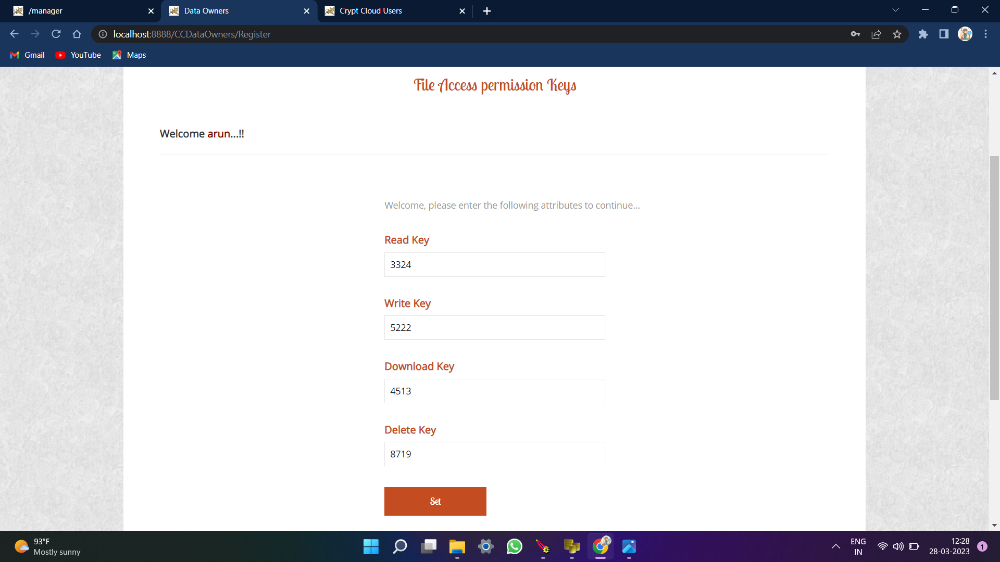 /manager
Data Owners
Crypt Cloud Users
localhost:8888/CCDataOwners/Register
Gmail
YouTube
Maps
File Access permission Keys
Welcome arun...!!
Welcome, please enter the following attributes to continue...
Read Key
3324
Write Key
5222
Download Key
4513
Delete Key
8719
Set
93°F
Mostly sunny
ENG
IN
12:28
28-03-2023
1